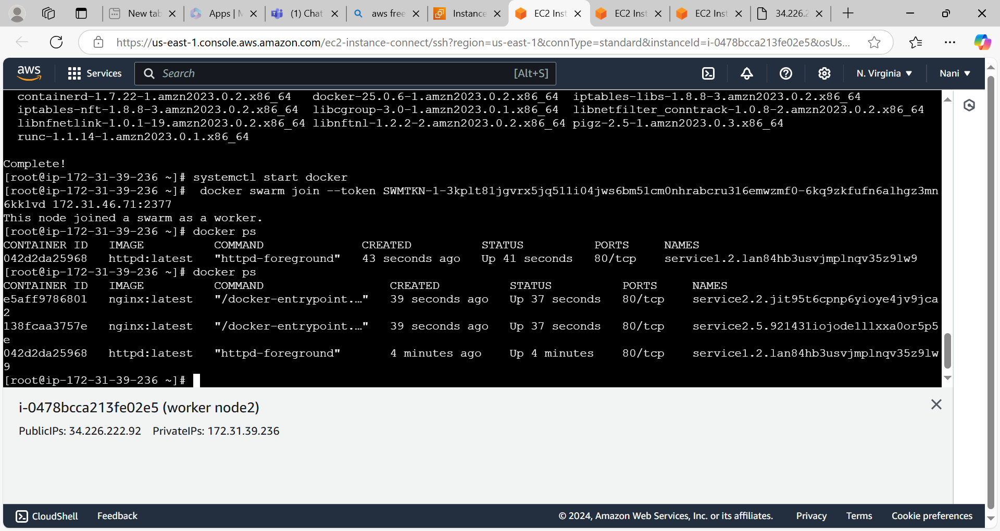 New tab
Apps | M
(1) Chat
aws free
Instance
EC2 Inst
EC2 Inst
EC2 Inst
34.226.2
https://us-east-1.console.aws.amazon.com/ec2-instance-connect/ssh?region=us-east-1&connType=standard&instanceId=i-0478bcca213fe02e5&osUs...
aws
Services
Search
[Alt+S]
N. Virginia
Nani
containerd-1.7.22-1.amzn2023.0.2.x86_64 docker-25.0.6-1.amzn2023.0.2.x86_64 iptables-libs-1.8.8-3.amzn2023.0.2.x86_64
iptables-nft-1.8.8-3.amzn2023.0.2.x86_64 libcgroup-3.0-1.amzn2023.0.1.x86_64 libnetfilter_conntrack-1.0.8-2.amzn2023.0.2.x86_64
libnfnetlink-1.0.1-19.amzn2023.0.2.x86_64 libnftnl-1.2.2-2.amzn2023.0.2.x86_64 pigz-2.5-1.amzn2023.0.3.x86_64
runc-1.1.14-1.amzn2023.0.1.x86_64
Complete!
[root@ip-172-31-39-236 ~]# systemctl start docker
[root@ip-172-31-39-236 ~]# docker swarm join --token SWMTKN-1-3kplt81jgvrx5jq511i04jws6bm51cm0nhrabcru316emwzmf0-6kq9zkfufn6alhgz3mn
6kk1vd 172.31.46.71:2377
This node joined a swarm as a worker.
[root@ip-172-31-39-236 ~]# docker ps
CONTAINER ID IMAGE COMMAND CREATED STATUS PORTS NAMES
042d2da25968 httpd:latest "httpd-foreground" 43 seconds ago Up 41 seconds 80/tcp service1.2.lan84hb3usvjmplnqv35z9lw9
[root@ip-172-31-39-236 ~]# docker ps
CONTAINER ID IMAGE COMMAND CREATED STATUS PORTS NAMES
e5aff9786801 nginx:latest "/docker-entrypoint.…" 39 seconds ago Up 37 seconds 80/tcp service2.2.jit95t6cpnp6yioye4jv9jca
2
138fcaa3757e nginx:latest "/docker-entrypoint.…" 39 seconds ago Up 37 seconds 80/tcp service2.5.921431iojode1llxxa0or5p5
e
042d2da25968 httpd:latest "httpd-foreground" 4 minutes ago Up 4 minutes 80/tcp service1.2.lan84hb3usvjmplnqv35z9lw
9
[root@ip-172-31-39-236 ~]#
i-0478bcca213fe02e5 (worker node2)
PublicIPs: 34.226.222.92 PrivateIPs: 172.31.39.236
CloudShell
Feedback
© 2024, Amazon Web Services, Inc. or its affiliates.
Privacy
Terms
Cookie preferences